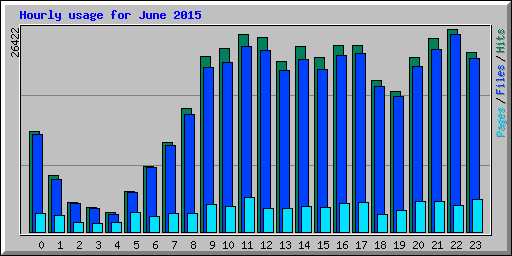 Hourly usage for June 2015
26422
Pages/Files/Hits
0 1 2 3 4 5 6 7 8 9 10 11 12 13 14 15 16 17 18 19 20 21 22 23